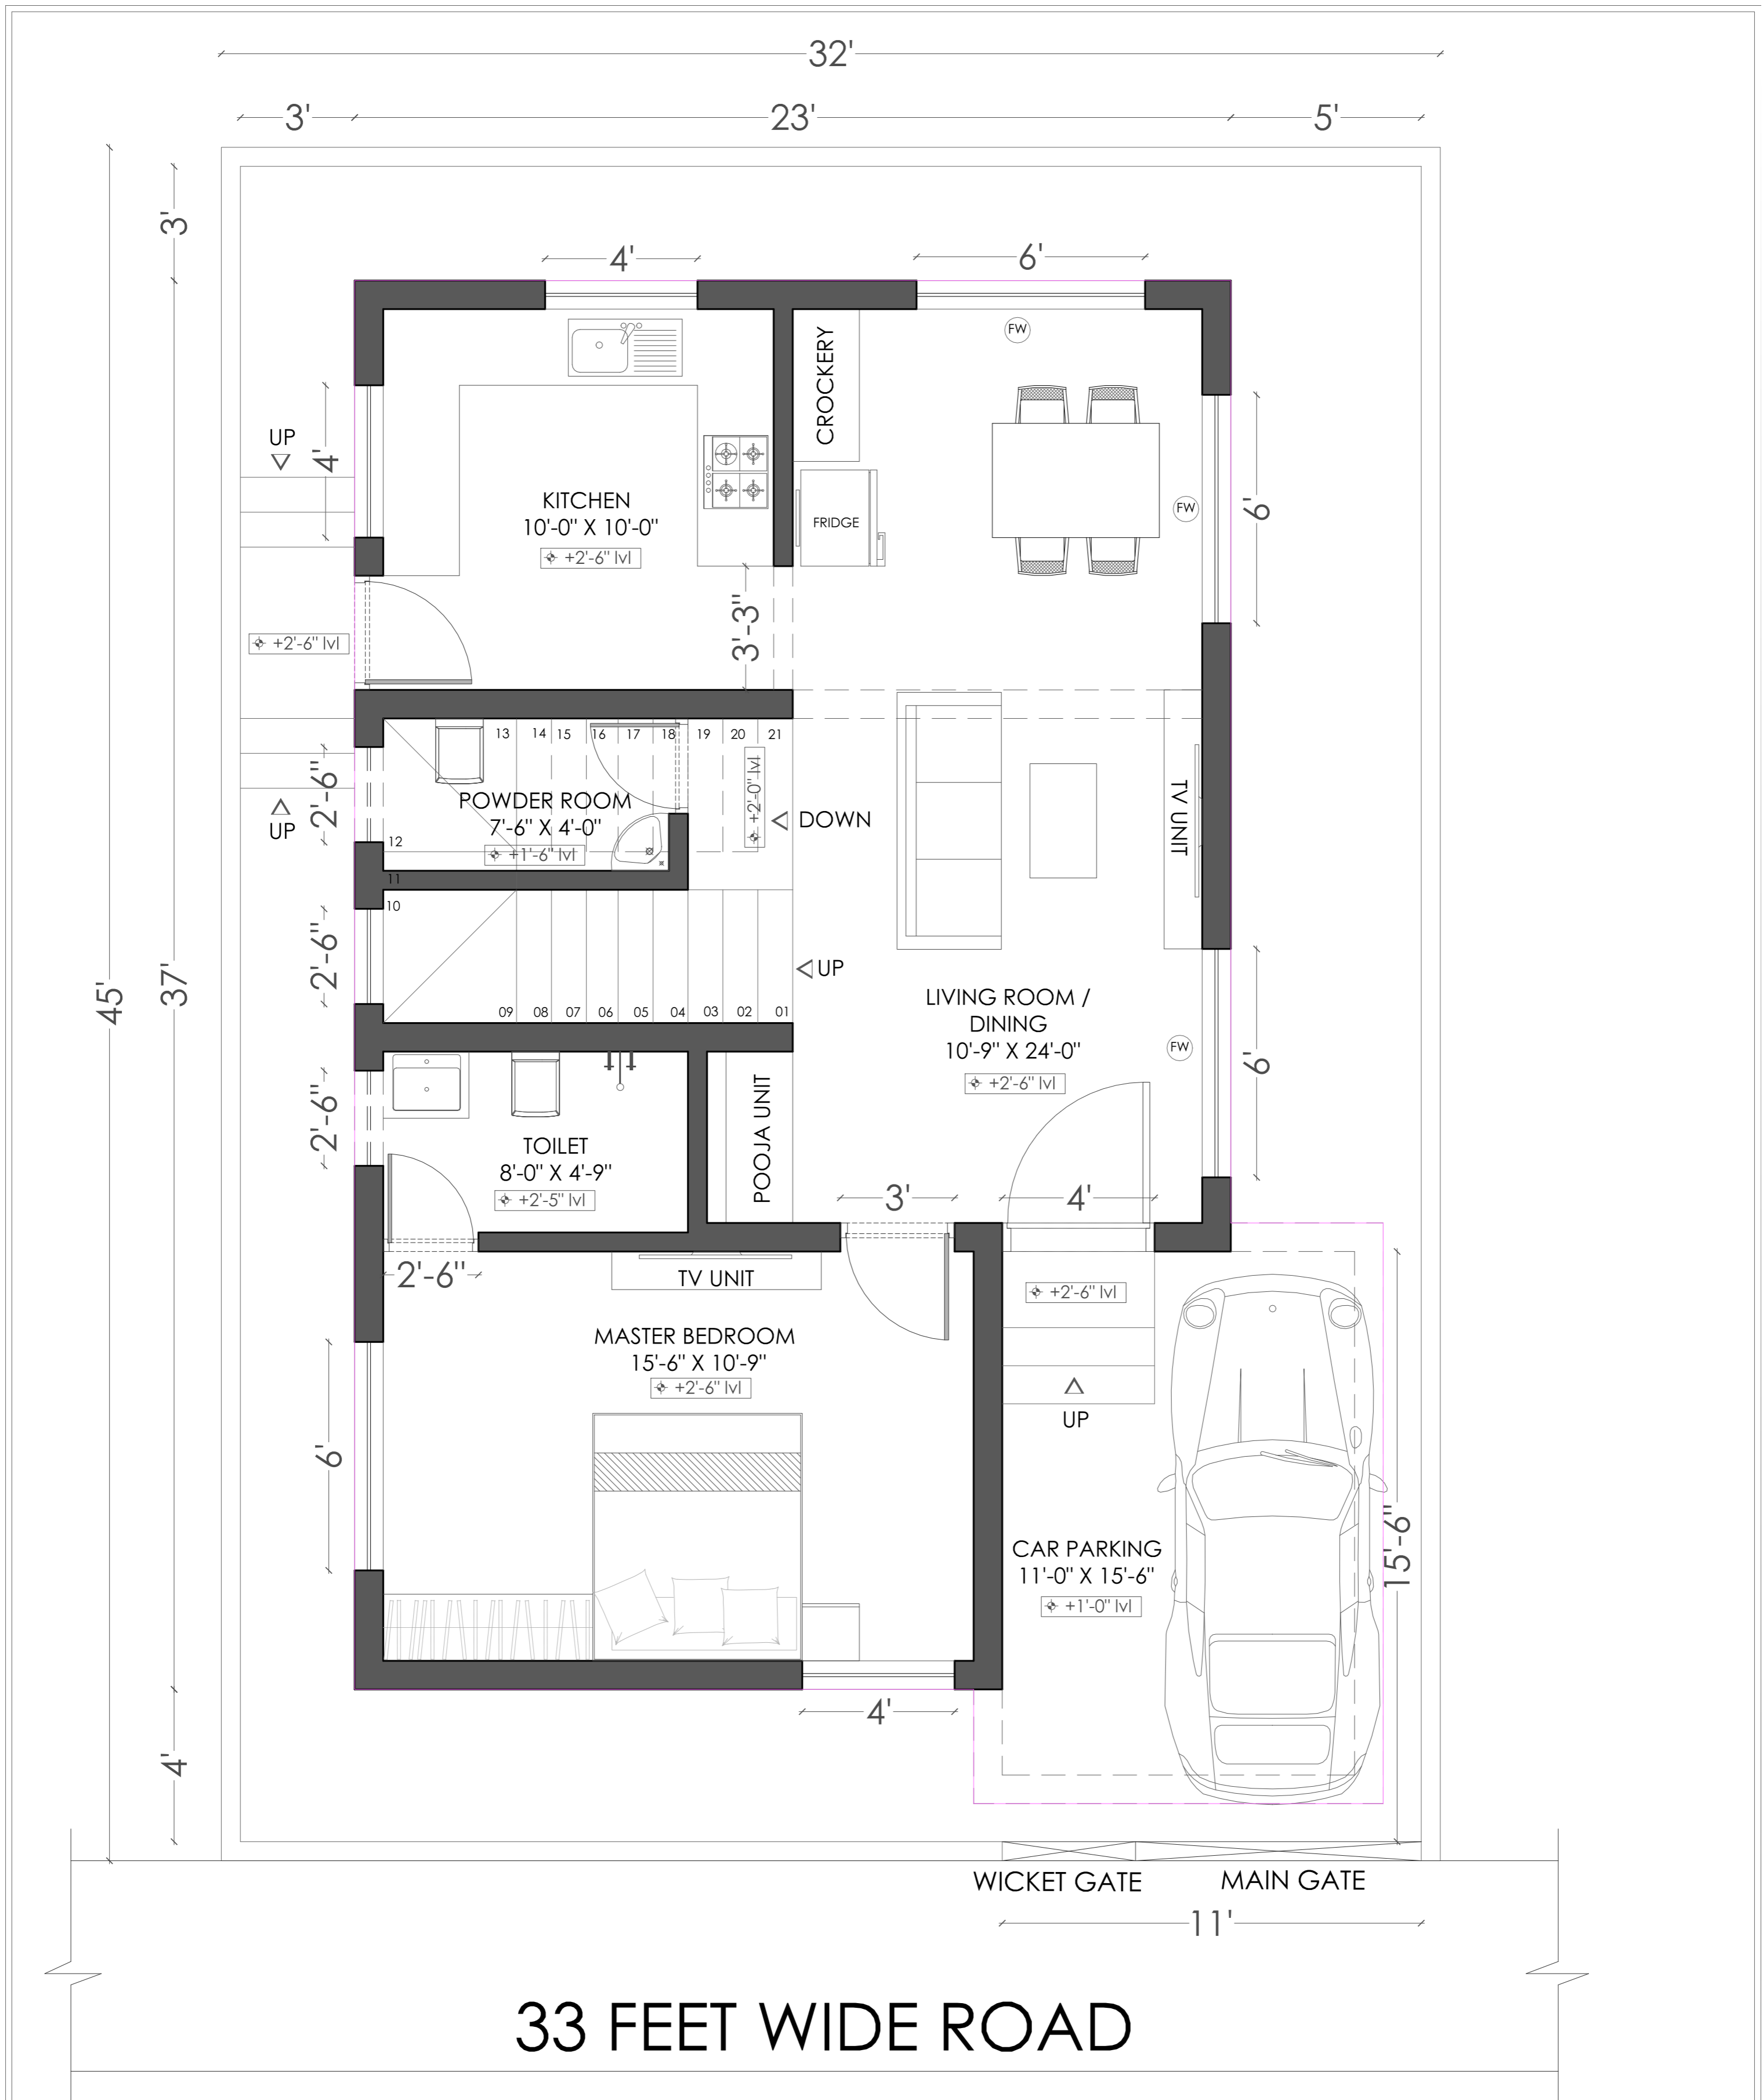 32'
3'
23'
5'
3'
4'
6'
FW
CROCKERY
UP
4'
KITCHEN
10'-0" X 10'-0"
+2'-6" lvl
FRIDGE
FW
6'
3'-3"
+2'-6" lvl
13
14
15
16
17
18
19
20
21
2'-6"
UP
POWDER ROOM
7'-6" X 4'-0"
+1'-6" lvl
+2'-0" lvl
DOWN
TV UNIT
12
11
10
2'-6"
UP
45'
37'
09
08
07
06
05
04
03
02
01
LIVING ROOM /
DINING
10'-9" X 24'-0"
+2'-6" lvl
FW
6'
2'-6"
TOILET
8'-0" X 4'-9"
+2'-5" lvl
POOJA UNIT
3'
4'
2'-6"
TV UNIT
+2'-6" lvl
MASTER BEDROOM
15'-6" X 10'-9"
+2'-6" lvl
UP
6'
CAR PARKING
11'-0" X 15'-6"
+1'-0" lvl
15'-6"
4'
4'
WICKET GATE
MAIN GATE
11'
33 FEET WIDE ROAD